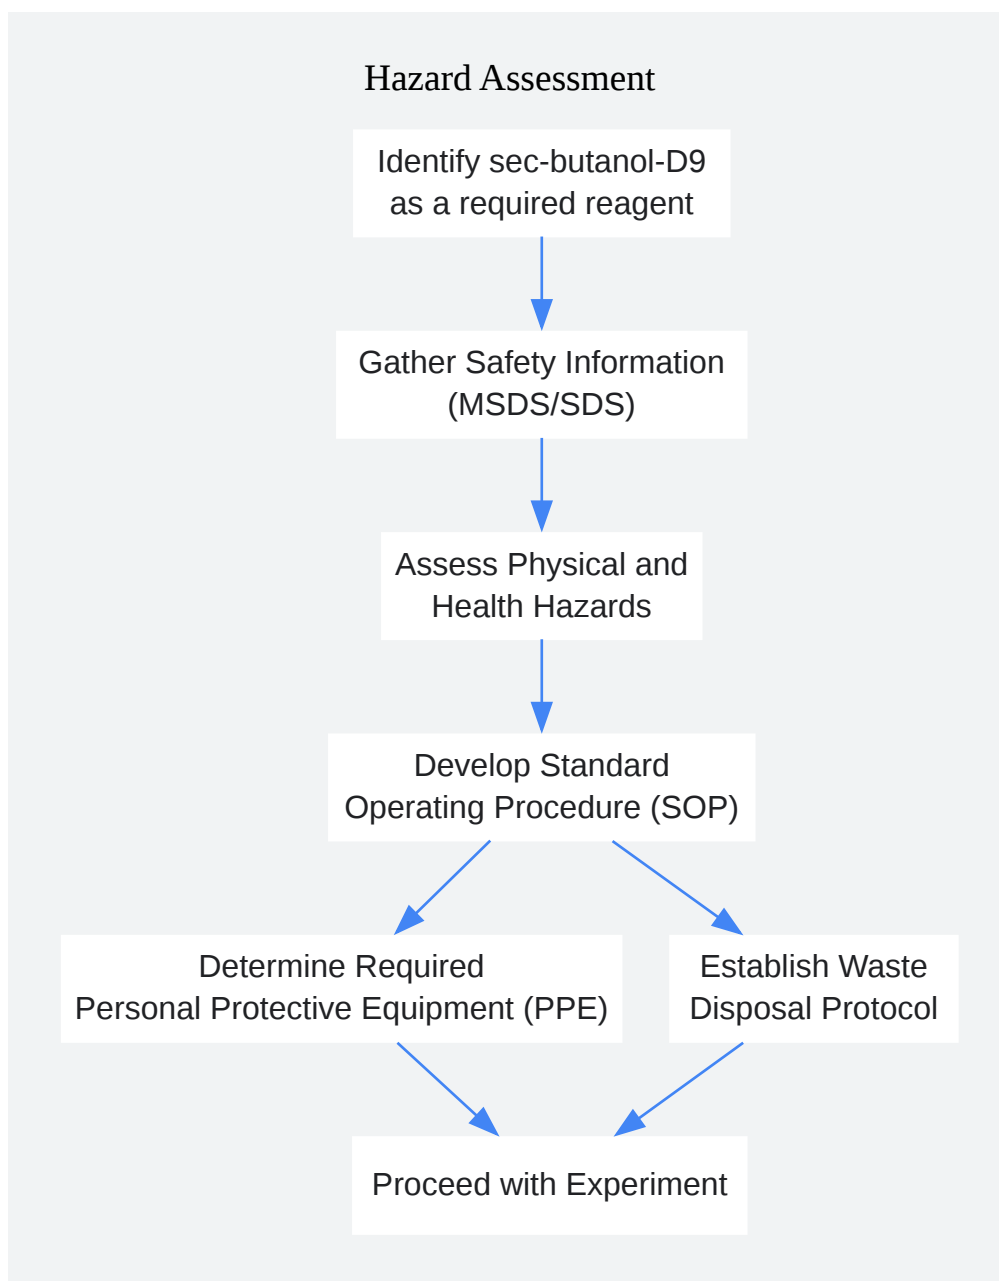 Hazard Assessment
Identify sec-butanol-D9
as a required reagent
Gather Safety Information
(MSDS/SDS)
Assess Physical and
Health Hazards
Develop Standard
Operating Procedure (SOP)
Determine Required
Personal Protective Equipment (PPE)
Establish Waste
Disposal Protocol
Proceed with Experiment